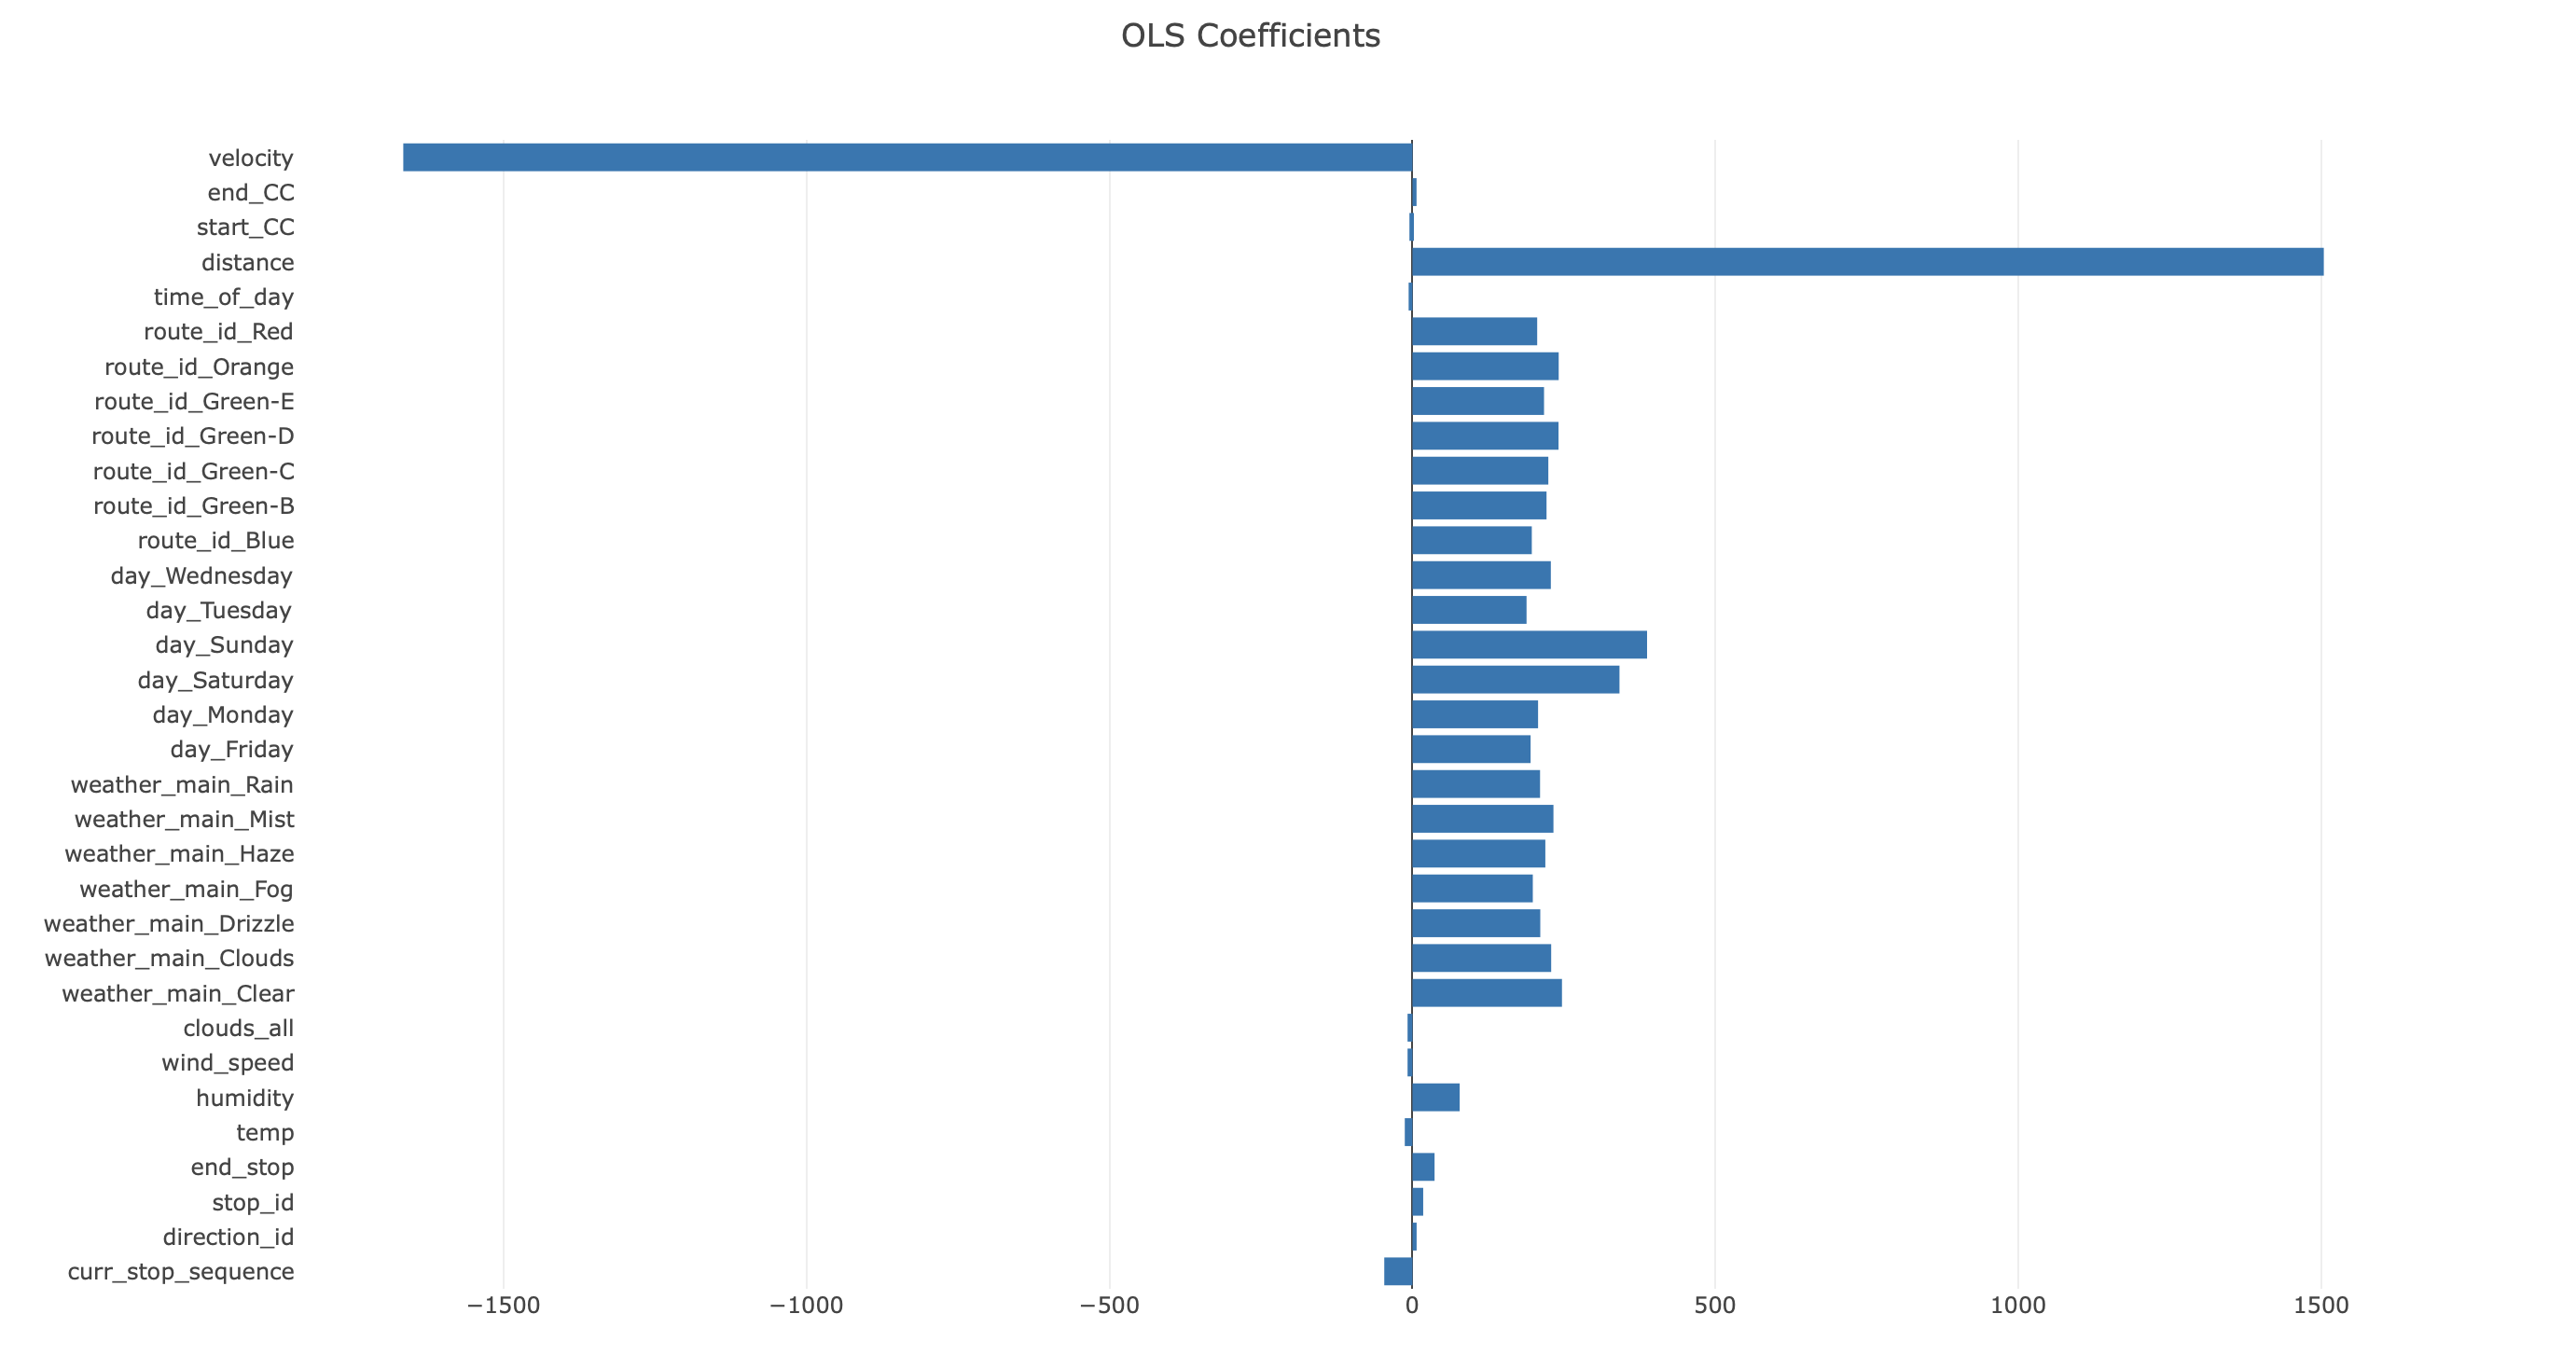 OLS Coefficients
velocity
end_CC
start_CC
distance
time_of_day
route_id_Red
route_id_Orange
route_id_Green-E
route_id_Green-D
route_id_Green-C
route_id_Green-B
route_id_Blue
day_Wednesday
day_Tuesday
day_Sunday
day_Saturday
day_Monday
day_Friday
weather_main_Rain
weather_main_Mist
weather_main_Haze
weather_main_Fog
weather_main_Drizzle
weather_main_Clouds
weather_main_Clear
clouds_all
wind_speed
humidity
temp
end_stop
stop_id
direction_id
curr_stop_sequence
−1500 −1000 −500 0 500 1000 1500